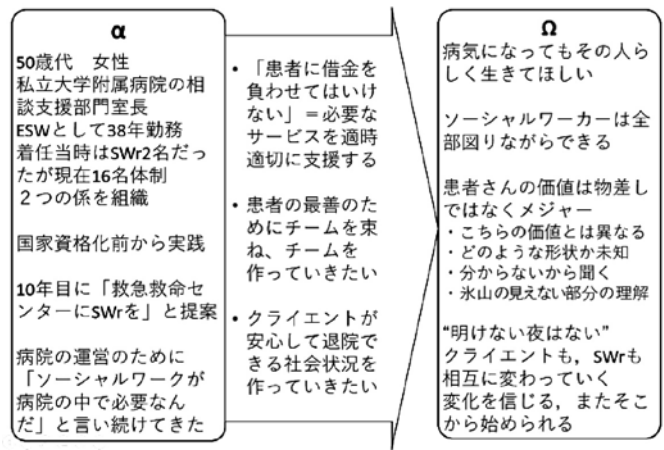 α
50歳代　女性
私立大学附属病院の相
談支援部門室長
ESWとして38年勤務
着任当時はSWr2名だっ
たが現在16名体制
２つの係を組織
国家資格化前から実践
10年目に「救急救命セ
ンターにSWrを」と提案
病院の運営のために
「ソーシャルワークが
病院の中で必要なん
だ」と言い続けてきた
• 「患者に借金を
負わせてはいけ
ない」＝必要な
サービスを適時
適切に支援する
• 患者の最善のた
めにチームを束
ね、チームを
作っていきたい
• クライエントが
安心して退院で
きる社会状況を
作っていきたい
Ω
病気になってもその人ら
しく生きてほしい
ソーシャルワーカーは全
部図りながらできる
患者さんの価値は物差し
ではなくメジャー
・こちらの価値とは異なる
・どのような形状か未知
・分からないから聞く
・氷山の見えない部分の理解
“明けない夜はない”
クライエントも，SWrも
相互に変わっていく
変化を信じる，またそこ
から始められる